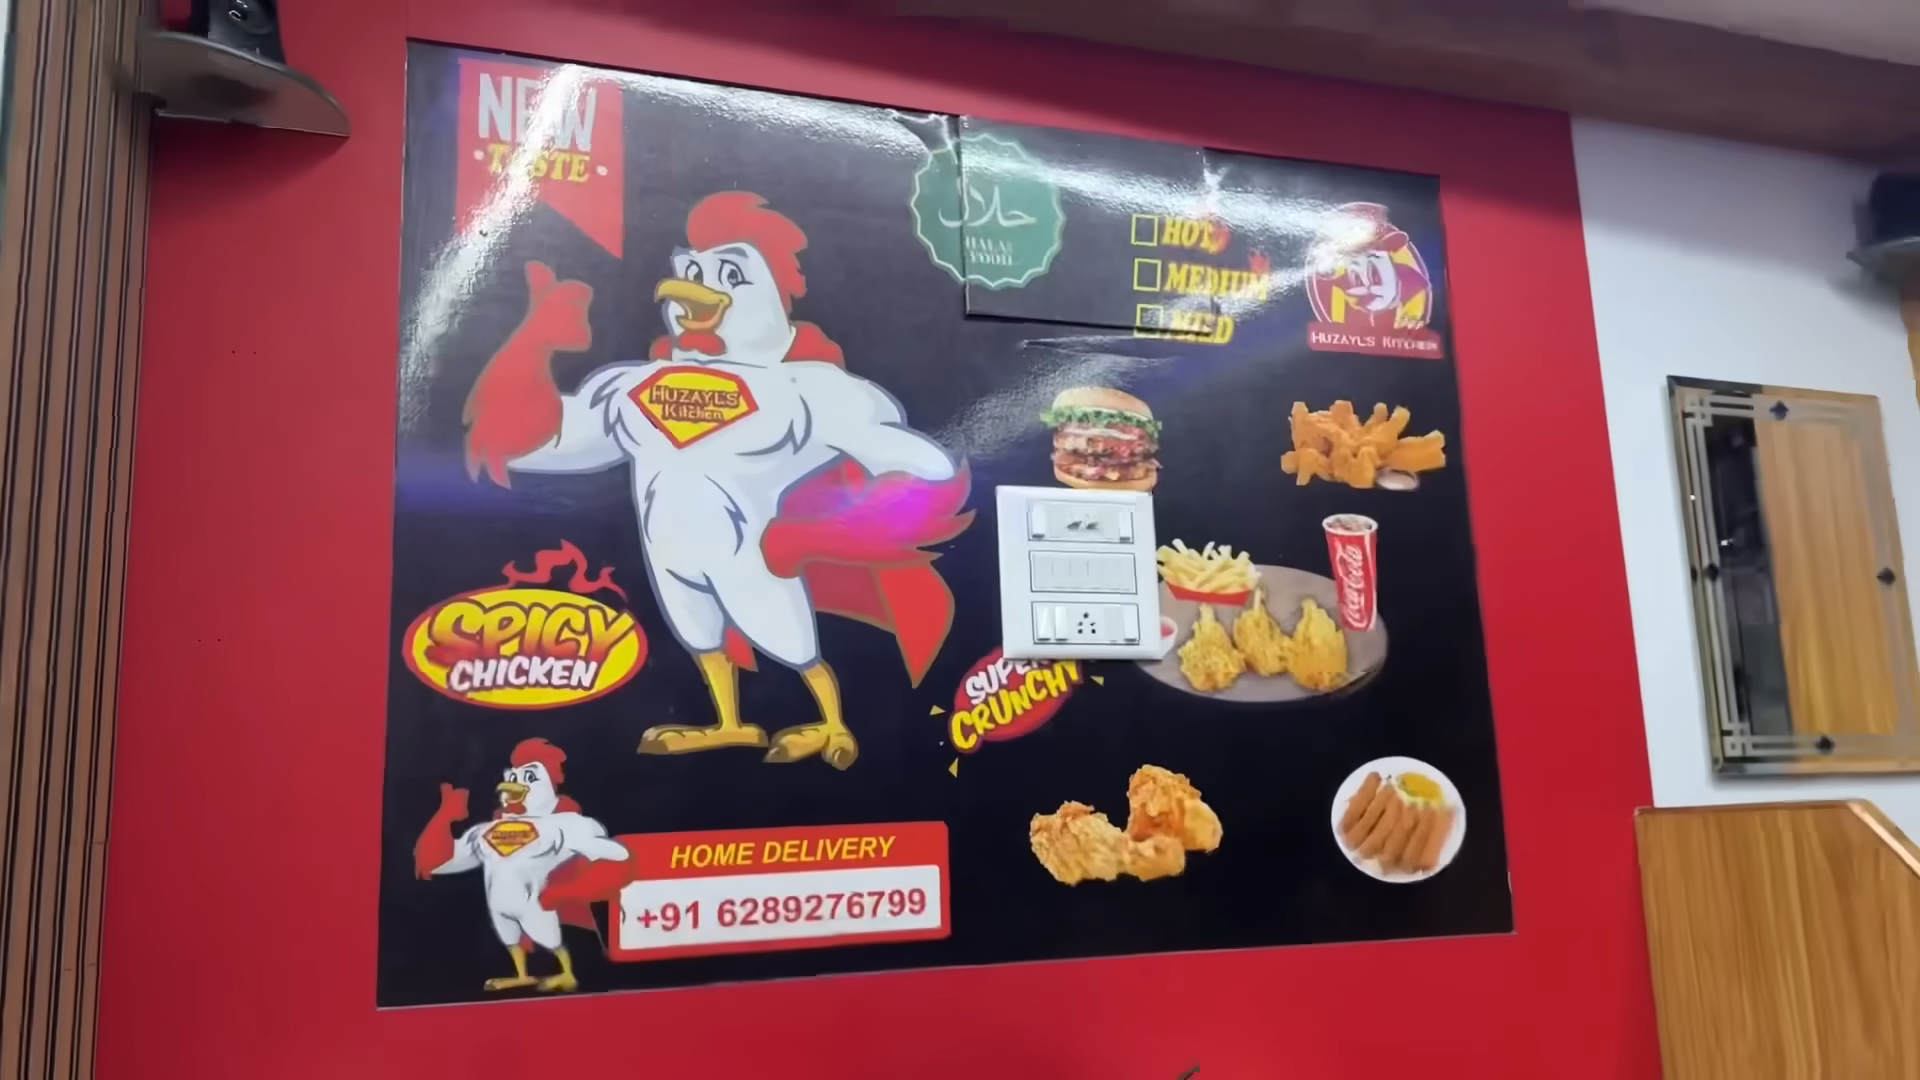 NEW
TASTE
حلال
HALAL
FOOD
HOT
MEDIUM
MILD
HUZAYL'S KITCHEN
HUZAYL'S
Kitchen
SPICY
CHICKEN
SUPER
CRUNCHY
Coca-Cola
HOME DELIVERY
+91 6289276799